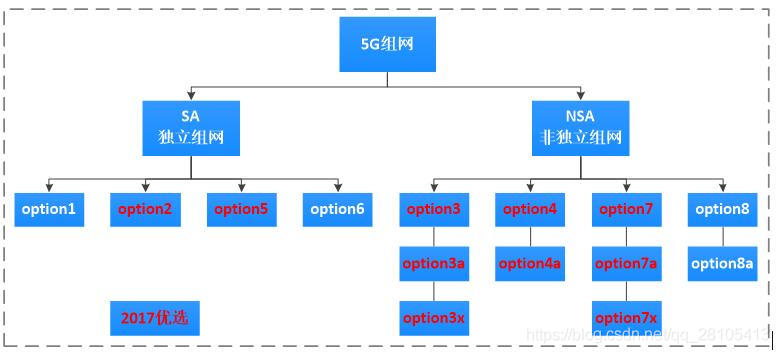 5G组网
SA
独立组网
NSA
非独立组网
option1
option2
option5
option6
option3
option4
option7
option8
option3a
option4a
option7a
option8a
2017优选
option3x
option7x
https://blog.csdn.net/qq_28105413